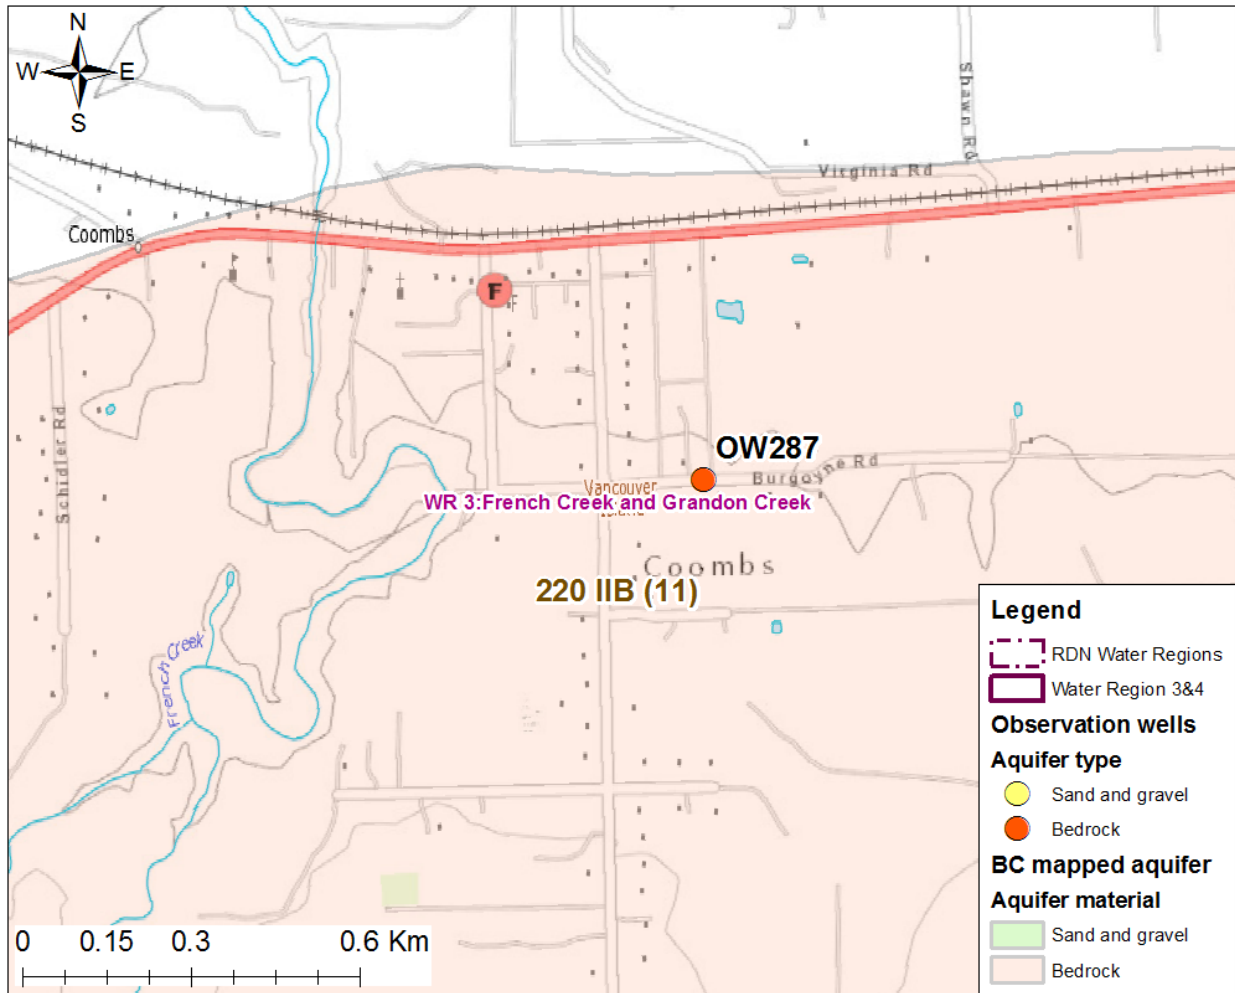 N
W E
S
Shawn Rd
Virginia Rd
Coombs
F
F
Schidler Rd
OW287
Burgoyne Rd
Vancouver
Island
WR 3:French Creek and Grandon Creek
Coombs
220 IIB (11)
French Creek
Legend
RDN Water Regions
Water Region 3&4
Observation wells
Aquifer type
Sand and gravel
Bedrock
BC mapped aquifer
Aquifer material
Sand and gravel
Bedrock
0 0.15 0.3 0.6 Km